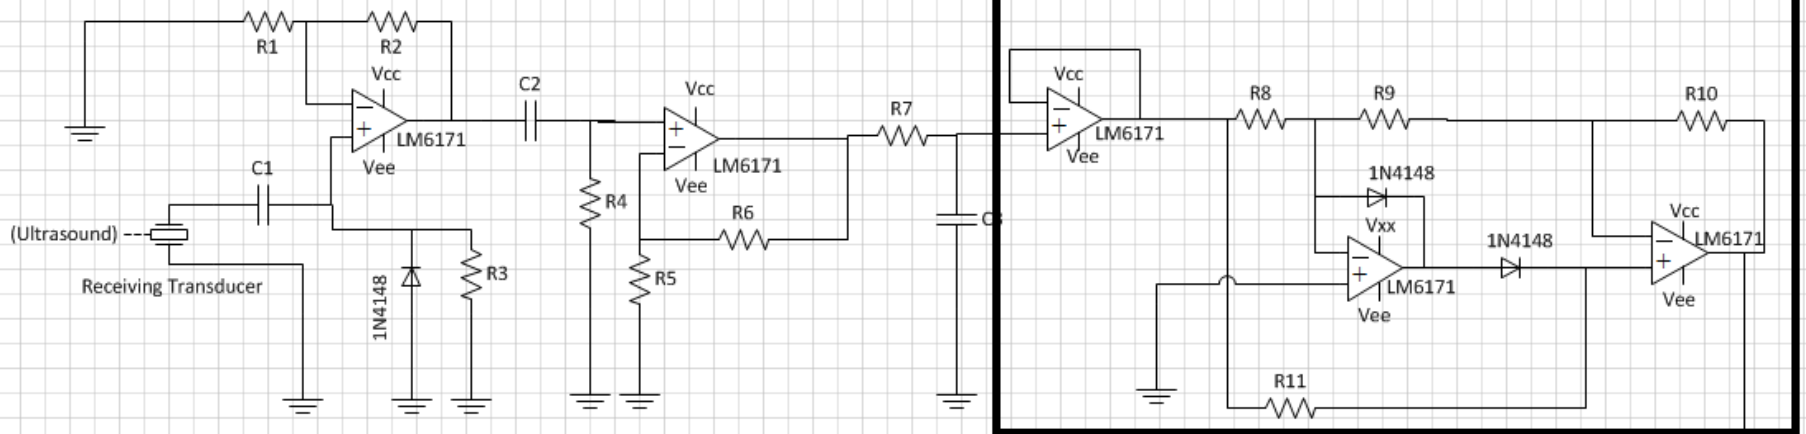 R1
R2
Vcc
LM6171
Vee
C1
(Ultrasound)
Receiving Transducer
1N4148
R3
C2
R4
Vcc
LM6171
Vee
R6
R5
R7
Vcc
LM6171
Vee
R8
R9
R10
1N4148
Vxx
LM6171
Vee
1N4148
Vcc
LM6171
Vee
R11